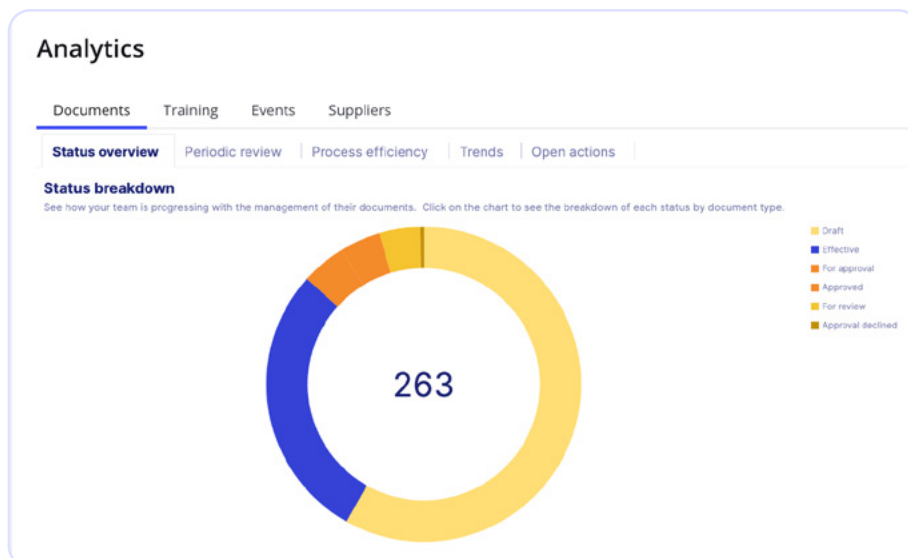 Analytics
Documents Training Events Suppliers
Status overview Periodic review Process efficiency Trends Open actions
Status breakdown
See how your team is progressing with the management of their documents. Click on the chart to see the breakdown of each status by document type.
Draft
Effective
For approval
Approved
For review
Approval declined
263